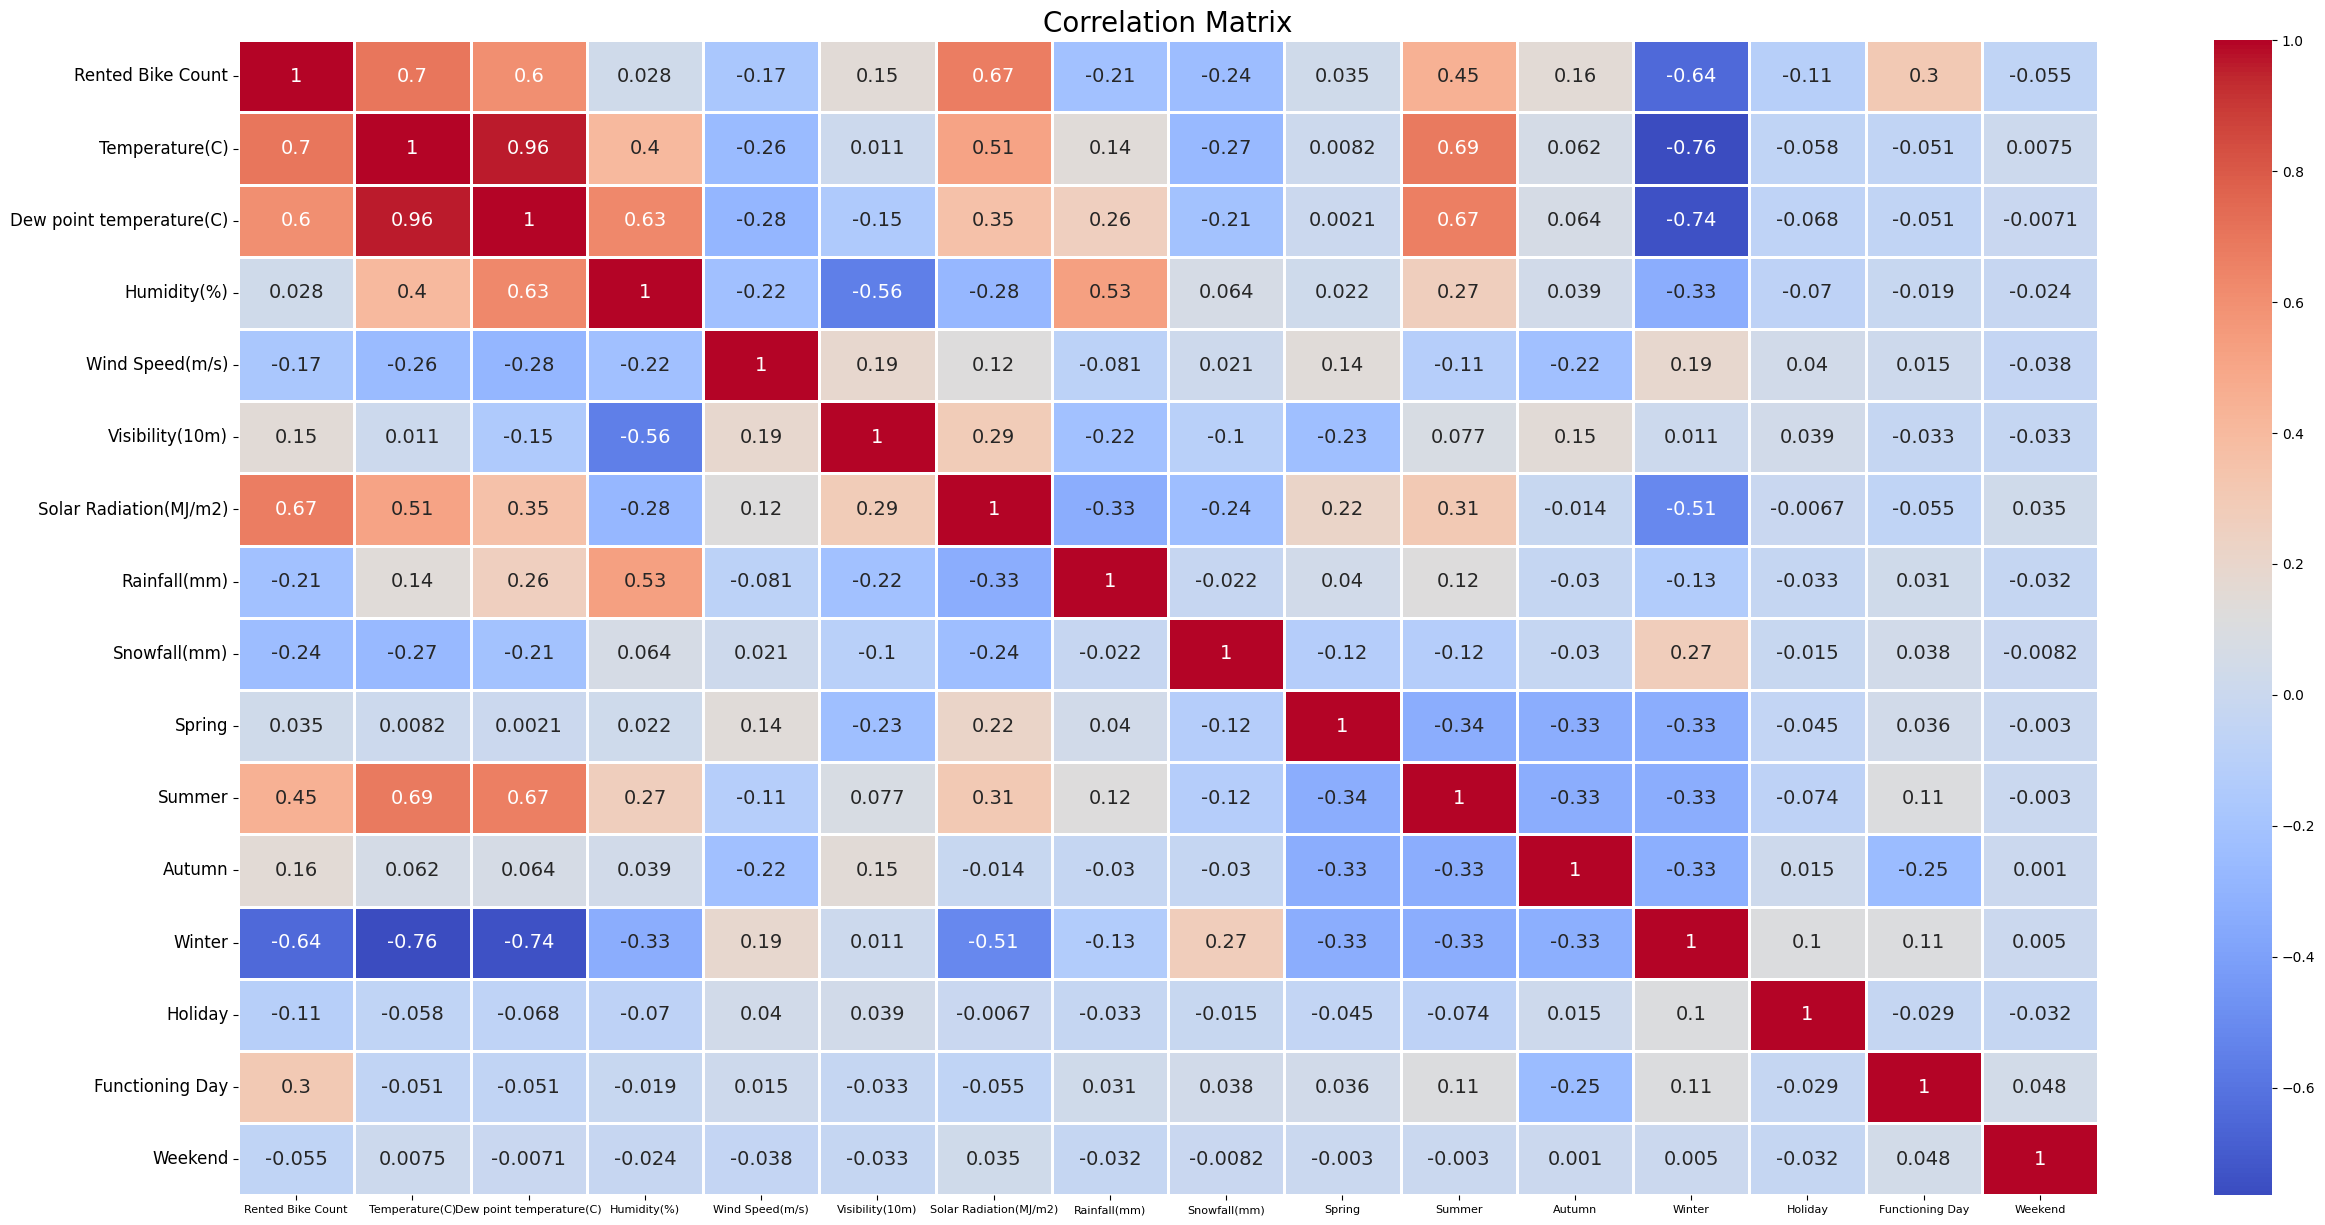 Correlation Matrix
Rented Bike Count 1 0.7 0.6 0.028 -0.17 0.15 0.67 -0.21 -0.24 0.035 0.45 0.16 -0.64 -0.11 0.3 -0.055
Temperature(C) 0.7 1 0.96 0.4 -0.26 0.011 0.51 0.14 -0.27 0.0082 0.69 0.062 -0.76 -0.058 -0.051 0.0075
Dew point temperature(C) 0.6 0.96 1 0.63 -0.28 -0.15 0.35 0.26 -0.21 0.0021 0.67 0.064 -0.74 -0.068 -0.051 -0.0071
Humidity(%) 0.028 0.4 0.63 1 -0.22 -0.56 -0.28 0.53 0.064 0.022 0.27 0.039 -0.33 -0.07 -0.019 -0.024
Wind Speed(m/s) -0.17 -0.26 -0.28 -0.22 1 0.19 0.12 -0.081 0.021 0.14 -0.11 -0.22 0.19 0.04 0.015 -0.038
Visibility(10m) 0.15 0.011 -0.15 -0.56 0.19 1 0.29 -0.22 -0.1 -0.23 0.077 0.15 0.011 0.039 -0.033 -0.033
Solar Radiation(MJ/m2) 0.67 0.51 0.35 -0.28 0.12 0.29 1 -0.33 -0.24 0.22 0.31 -0.014 -0.51 -0.0067 -0.055 0.035
Rainfall(mm) -0.21 0.14 0.26 0.53 -0.081 -0.22 -0.33 1 -0.022 0.04 0.12 -0.03 -0.13 -0.033 0.031 -0.032
Snowfall(mm) -0.24 -0.27 -0.21 0.064 0.021 -0.1 -0.24 -0.022 1 -0.12 -0.12 -0.03 0.27 -0.015 0.038 -0.0082
Spring 0.035 0.0082 0.0021 0.022 0.14 -0.23 0.22 0.04 -0.12 1 -0.34 -0.33 -0.33 -0.045 0.036 -0.003
Summer 0.45 0.69 0.67 0.27 -0.11 0.077 0.31 0.12 -0.12 -0.34 1 -0.33 -0.33 -0.074 0.11 -0.003
Autumn 0.16 0.062 0.064 0.039 -0.22 0.15 -0.014 -0.03 -0.03 -0.33 -0.33 1 -0.33 0.015 -0.25 0.001
Winter -0.64 -0.76 -0.74 -0.33 0.19 0.011 -0.51 -0.13 0.27 -0.33 -0.33 -0.33 1 0.1 0.11 0.005
Holiday -0.11 -0.058 -0.068 -0.07 0.04 0.039 -0.0067 -0.033 -0.015 -0.045 -0.074 0.015 0.1 1 -0.029 -0.032
Functioning Day 0.3 -0.051 -0.051 -0.019 0.015 -0.033 -0.055 0.031 0.038 0.036 0.11 -0.25 0.11 -0.029 1 0.048
Weekend -0.055 0.0075 -0.0071 -0.024 -0.038 -0.033 0.035 -0.032 -0.0082 -0.003 -0.003 0.001 0.005 -0.032 0.048 1
Rented Bike Count Temperature(C) Dew point temperature(C) Humidity(%) Wind Speed(m/s) Visibility(10m) Solar Radiation(MJ/m2) Rainfall(mm) Snowfall(mm) Spring Summer Autumn Winter Holiday Functioning Day Weekend
1.0
0.8
0.6
0.4
0.2
0.0
−0.2
−0.4
−0.6